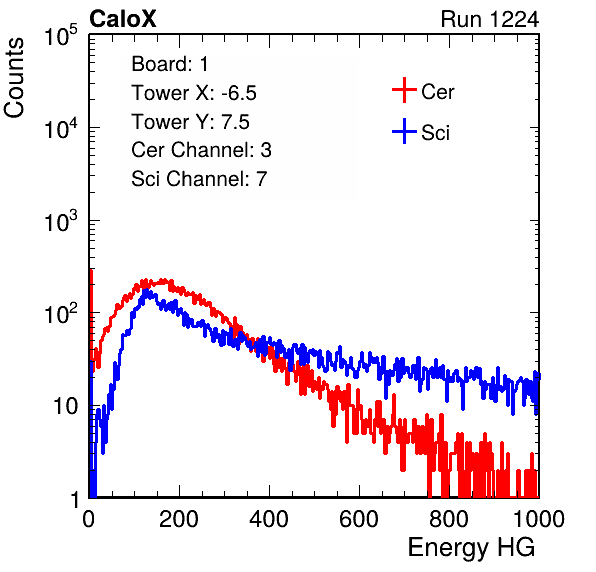 CaloX Run 1224
Counts
10^5
10^4
10^3
10^2
10
1
Board: 1
Tower X: -6.5
Tower Y: 7.5
Cer Channel: 3
Sci Channel: 7
Cer
Sci
0 200 400 600 800 1000
Energy HG